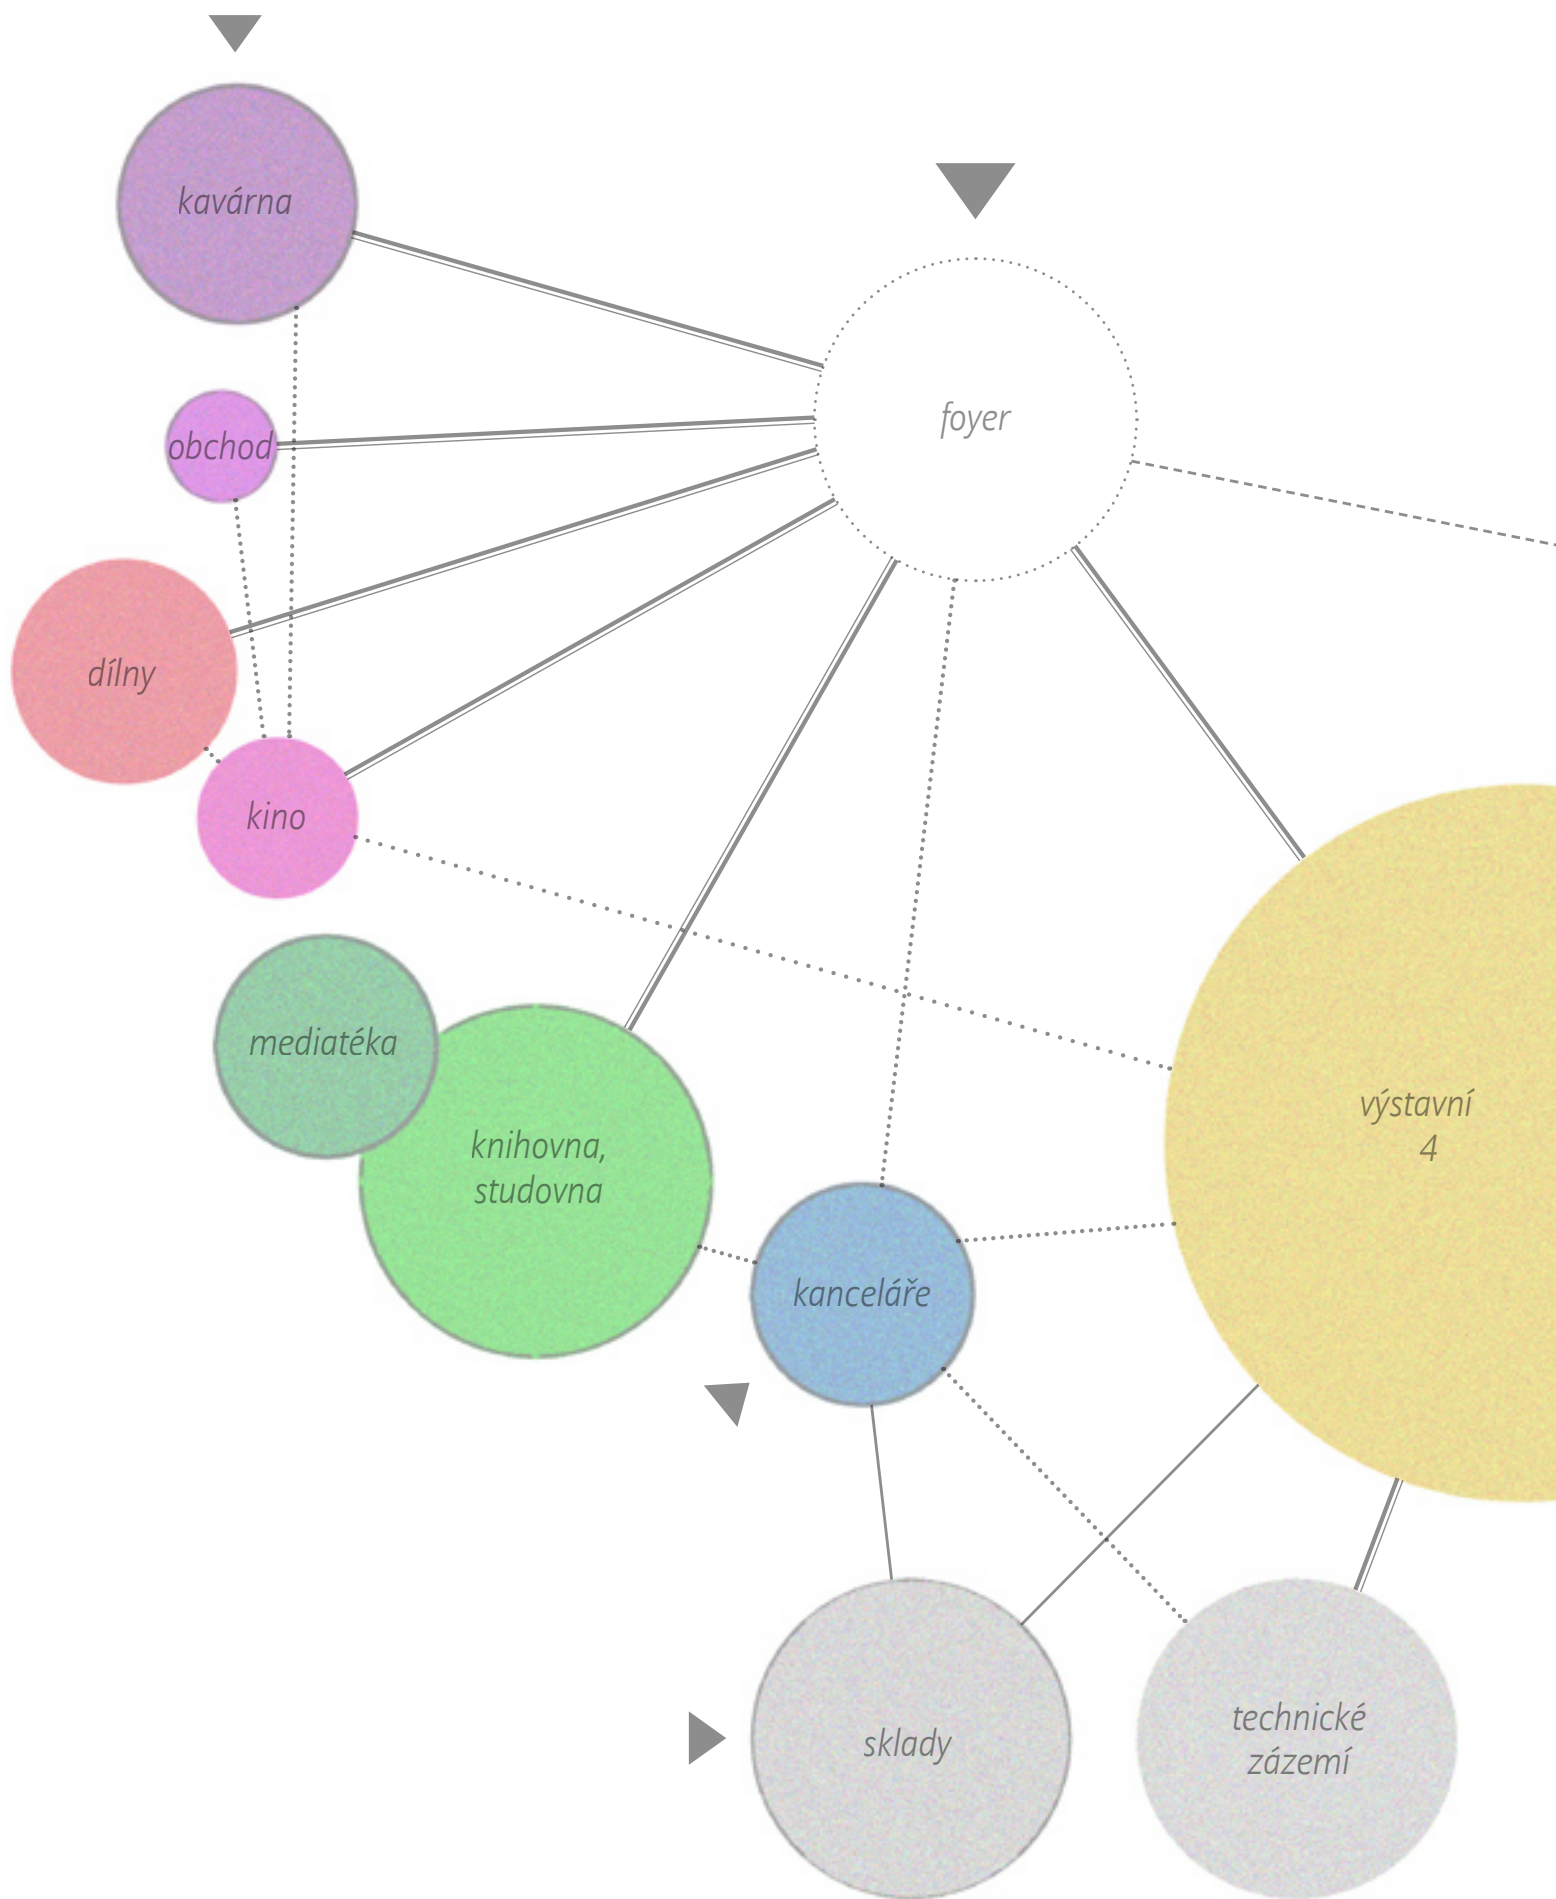 kavárna
foyer
obchod
dílny
kino
mediatéka
knihovna,
studovna
výstavní
4
kanceláře
sklady
technické
zázemí